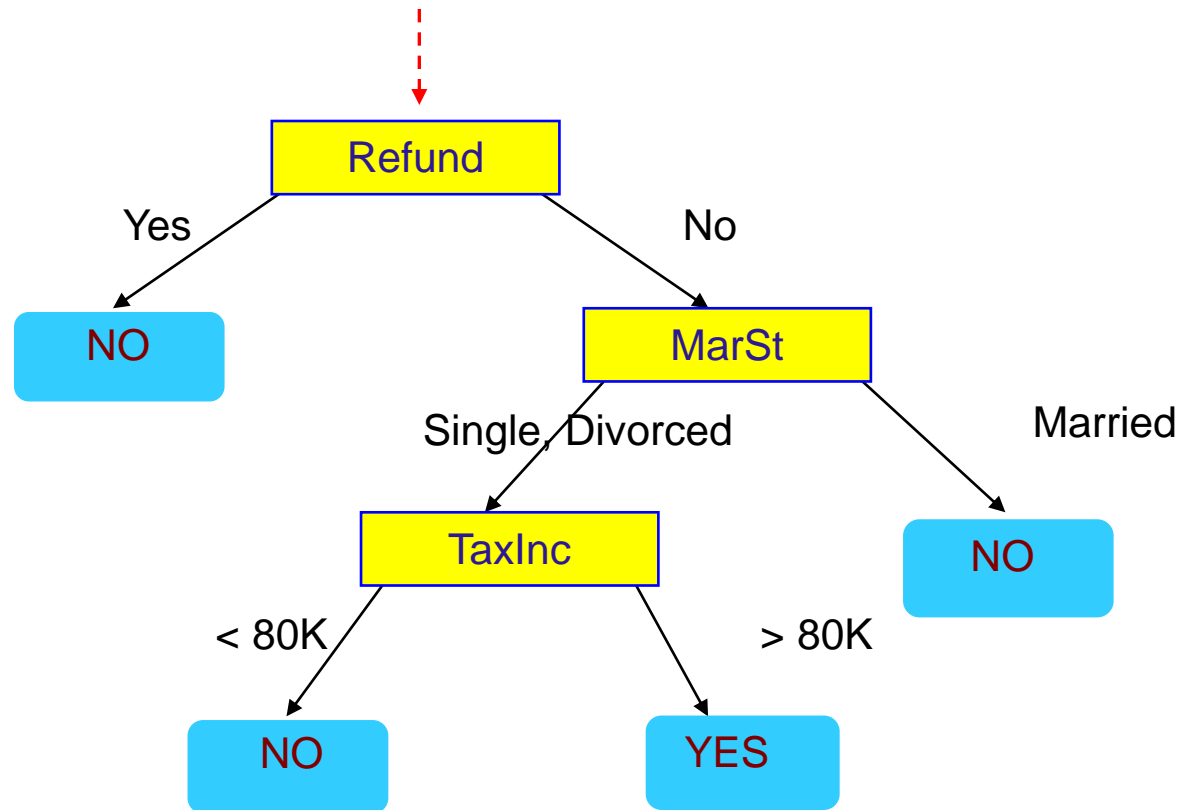 Refund
Yes
No
NO
MarSt
Single, Divorced
Married
TaxInc
NO
< 80K
> 80K
NO
YES